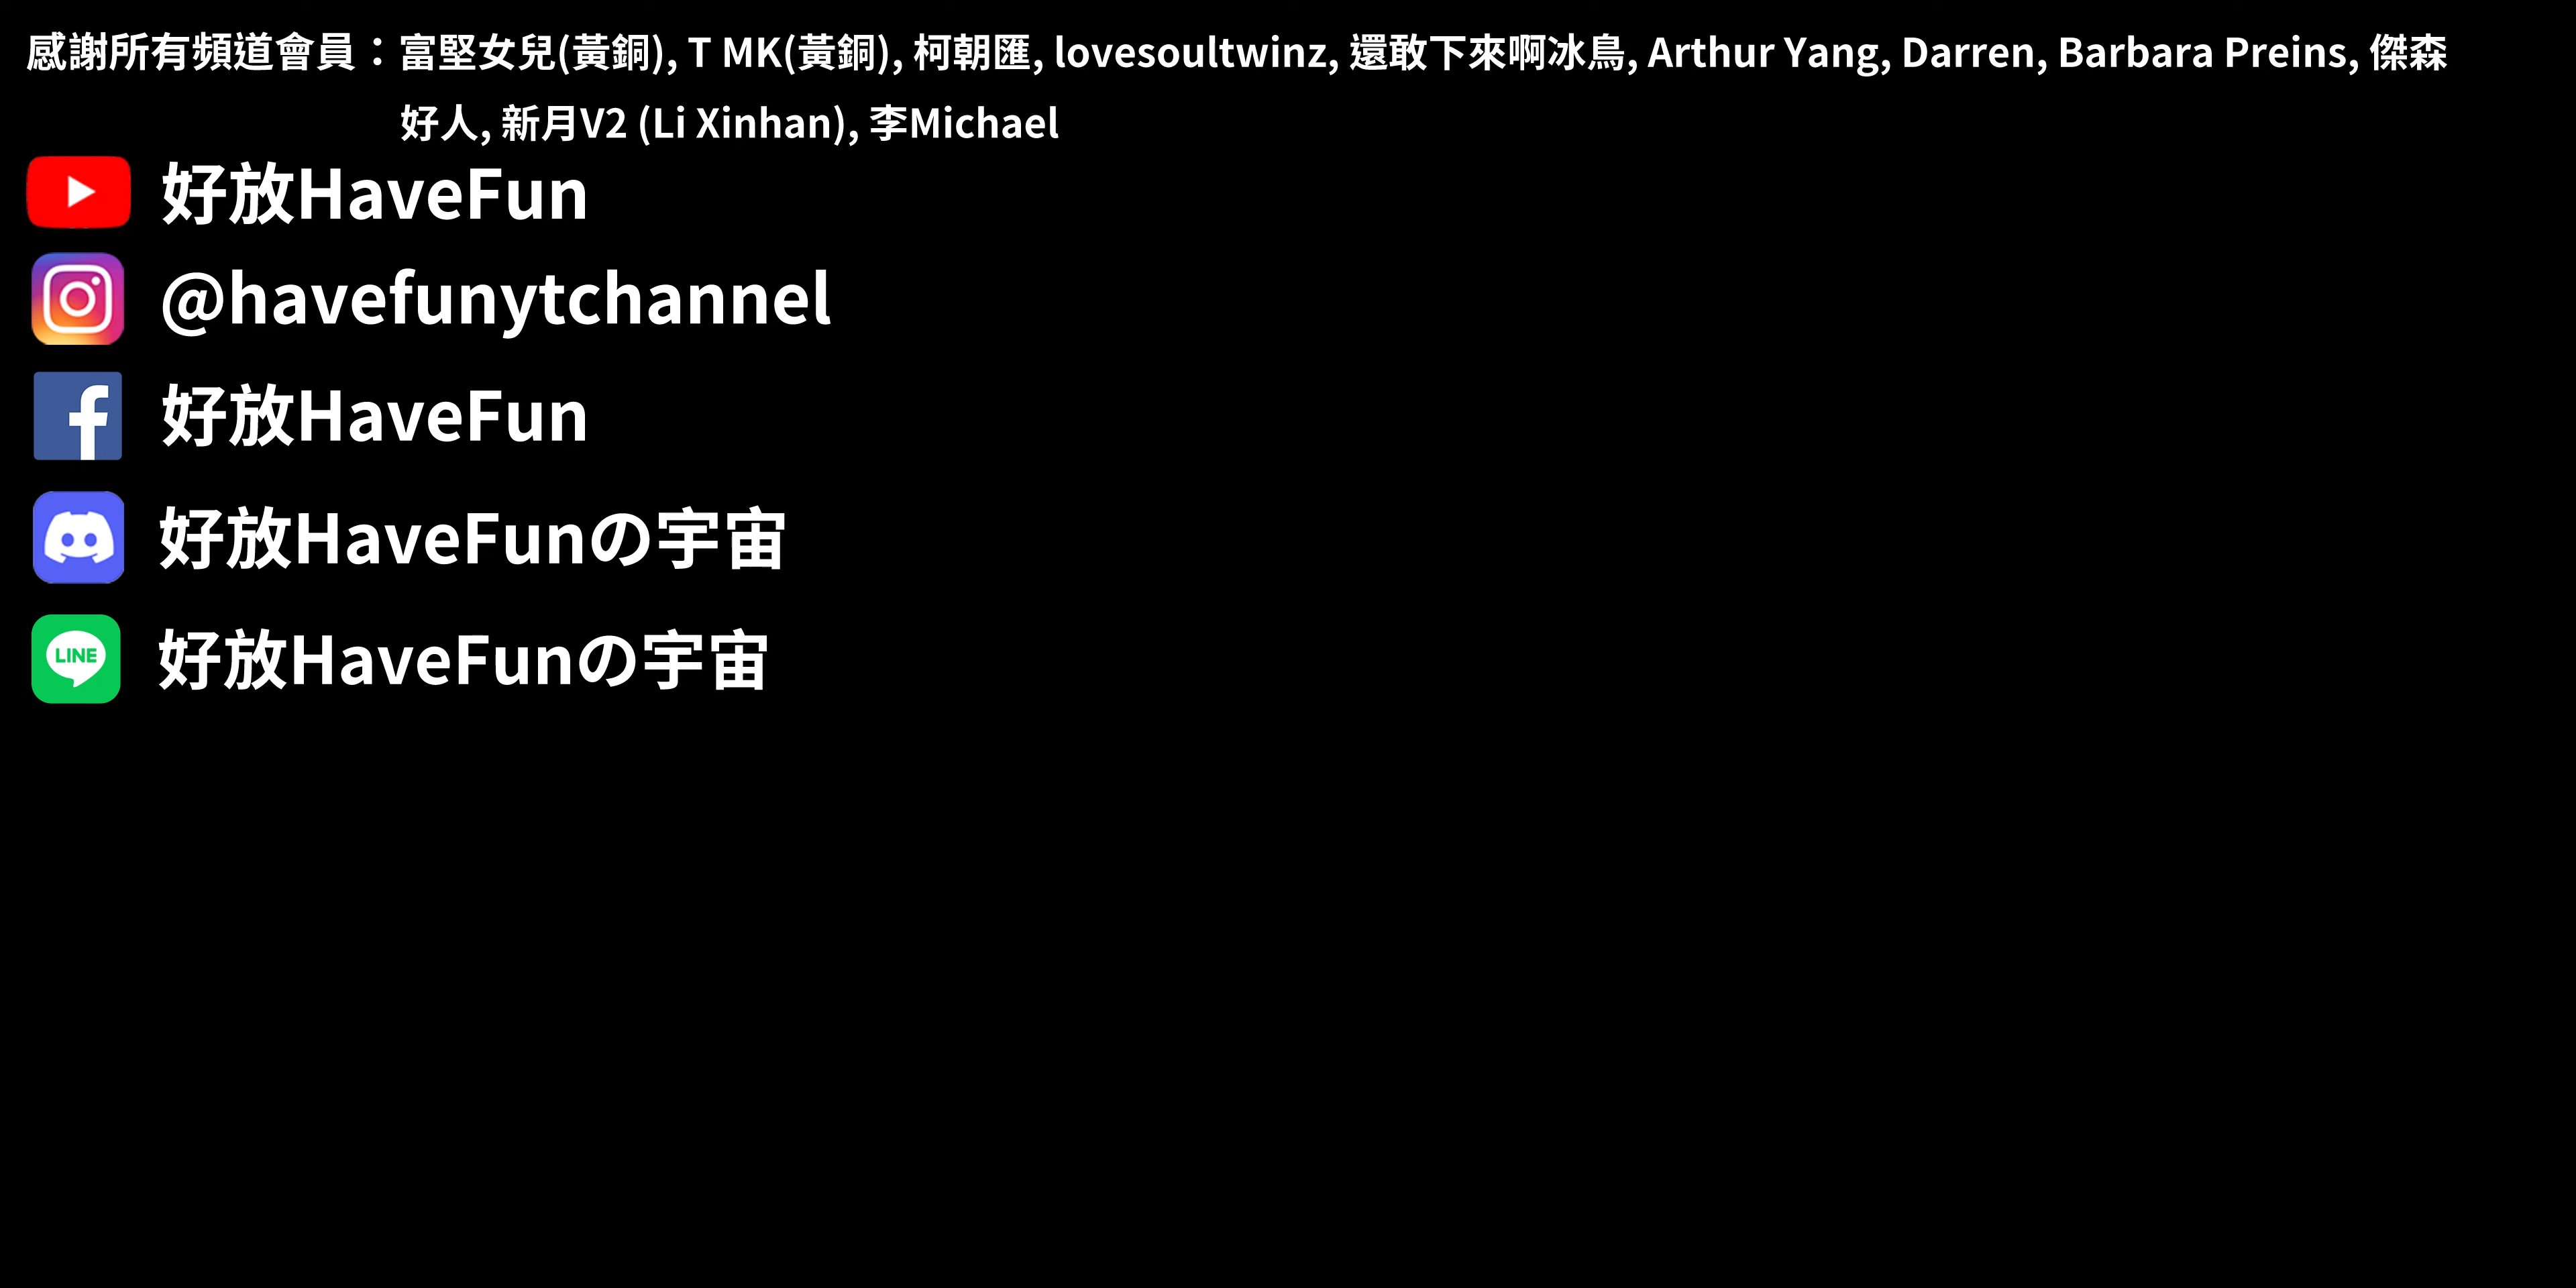 感謝所有頻道會員：富堅女兒(黃銅), T MK(黃銅), 柯朝匯, lovesoultwinz, 還敢下來啊冰鳥, Arthur Yang, Darren, Barbara Preins, 傑森
好人, 新月V2 (Li Xinhan), 李Michael
好放HaveFun
@havefunytchannel
好放HaveFun
好放HaveFunの宇宙
LINE 好放HaveFunの宇宙